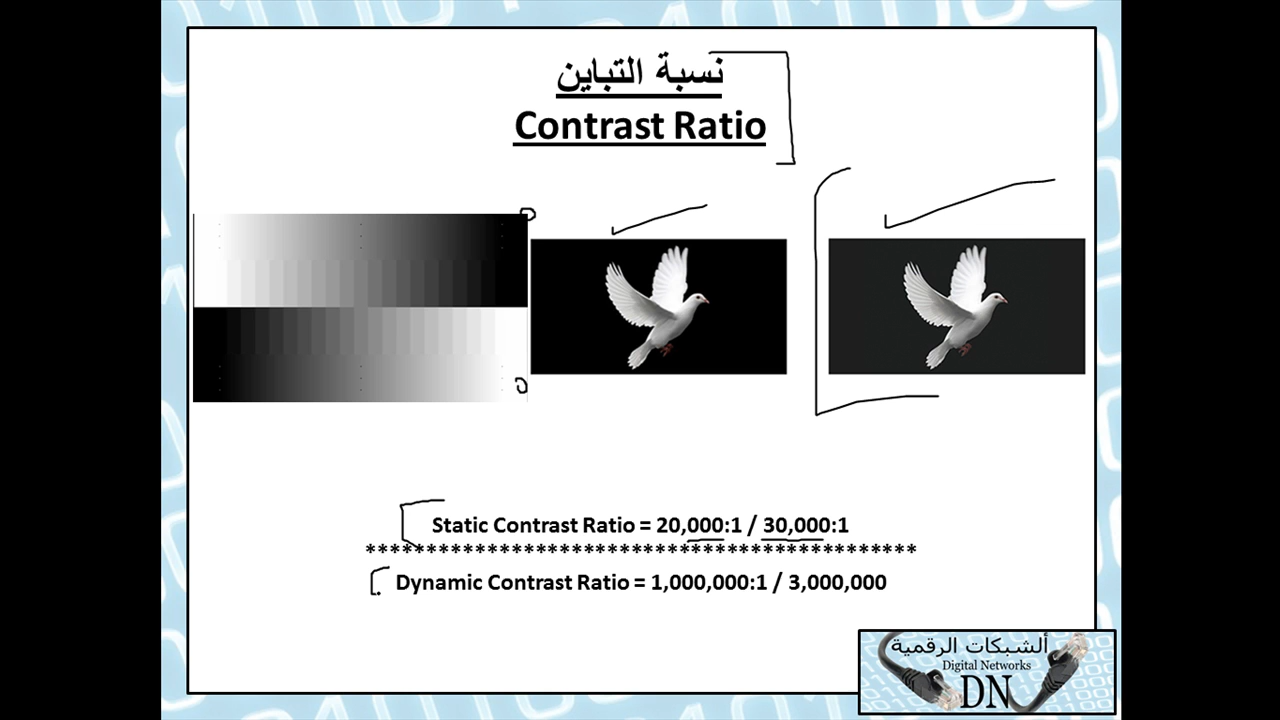 نسبة التباين
Contrast Ratio
Static Contrast Ratio = 20,000:1 / 30,000:1
*******************************************
Dynamic Contrast Ratio = 1,000,000:1 / 3,000,000
ألشبكات الرقمية
Digital Networks
DN